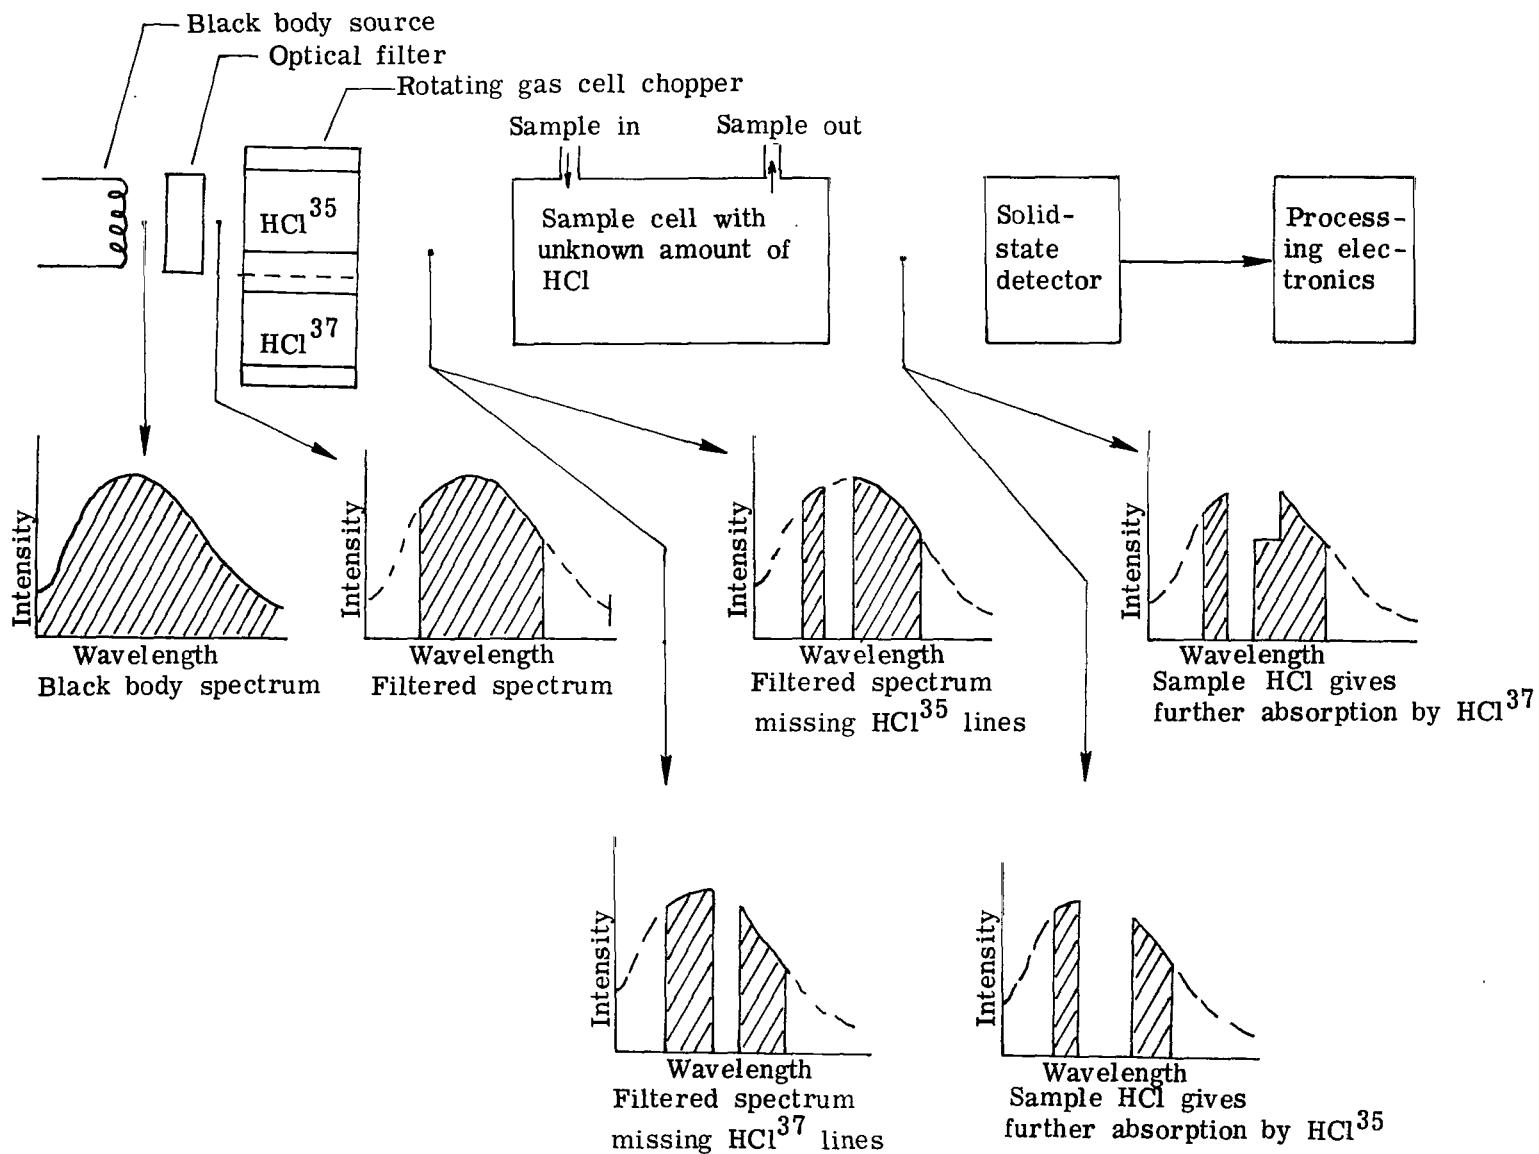 Black body source
Optical filter
Rotating gas cell chopper
Sample in
Sample out
HCl35
HCl37
Sample cell with
unknown amount of
HCl
Solid-
state
detector
Process-
ing elec-
tronics
Intensity
Wavelength
Black body spectrum
Intensity
Wavelength
Filtered spectrum
Intensity
Wavelength
Filtered spectrum
missing HCl35 lines
Intensity
Wavelength
Sample HCl gives
further absorption by HCl37
Intensity
Wavelength
Filtered spectrum
missing HCl37 lines
Intensity
Wavelength
Sample HCl gives
further absorption by HCl35